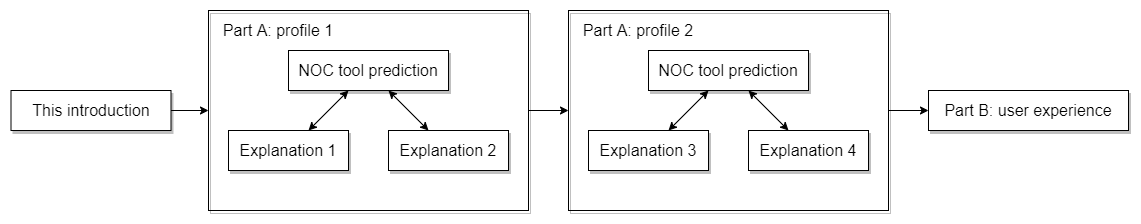 This introduction
Part A: profile 1
NOC tool prediction
Explanation 1
Explanation 2
Part A: profile 2
NOC tool prediction
Explanation 3
Explanation 4
Part B: user experience